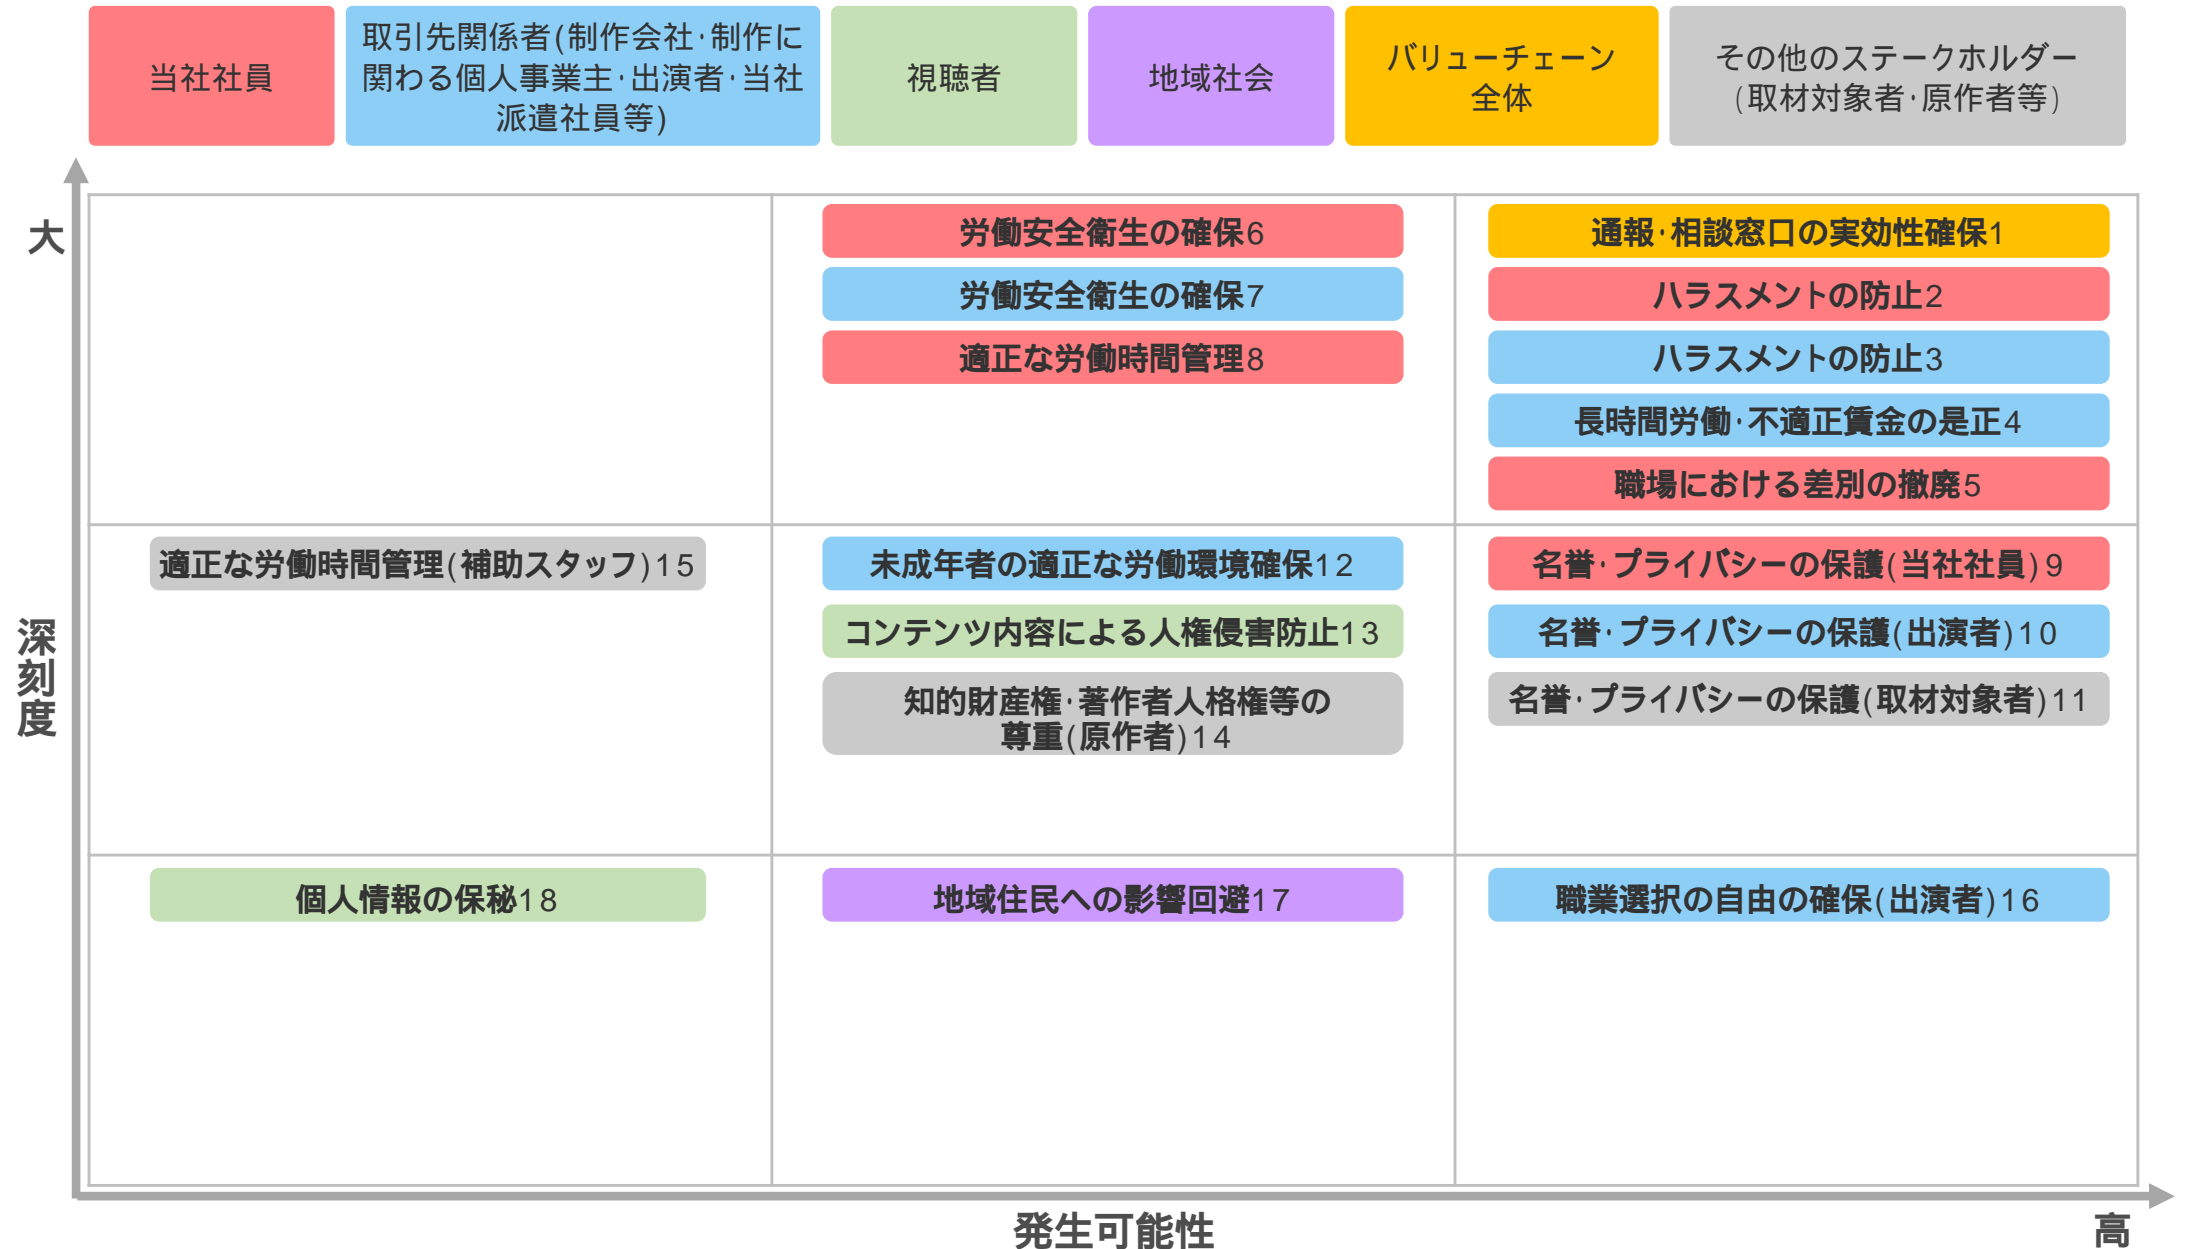 当社社員
取引先関係者(制作会社・制作に
関わる個人事業主・出演者・当社
派遣社員等)
視聴者
地域社会
バリューチェーン
全体
その他のステークホルダー
(取材対象者・原作者等)
大
労働安全衛生の確保6
通報・相談窓口の実効性確保1
労働安全衛生の確保7
ハラスメントの防止2
適正な労働時間管理8
ハラスメントの防止3
長時間労働・不適正賃金の是正4
職場における差別の撤廃5
深刻度
適正な労働時間管理(補助スタッフ)15
未成年者の適正な労働環境確保12
名誉・プライバシーの保護(当社社員)9
コンテンツ内容による人権侵害防止13
名誉・プライバシーの保護(出演者)10
知的財産権・著作者人格権等の
尊重(原作者)14
名誉・プライバシーの保護(取材対象者)11
個人情報の保秘18
地域住民への影響回避17
職業選択の自由の確保(出演者)16
発生可能性
高